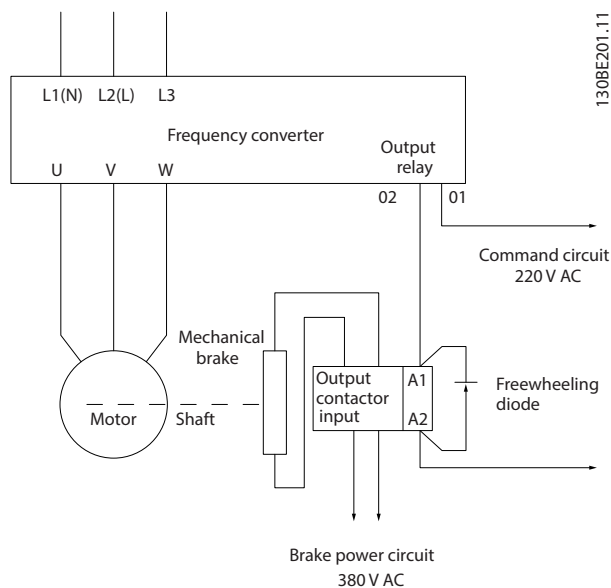 130BE201.11
L1(N) L2(L) L3
Frequency converter
Output
relay
U V W
02 01
Command circuit
220 V AC
Mechanical
brake
Output
contactor
input
A1
A2
Freewheeling
diode
Motor Shaft
Brake power circuit
380 V AC